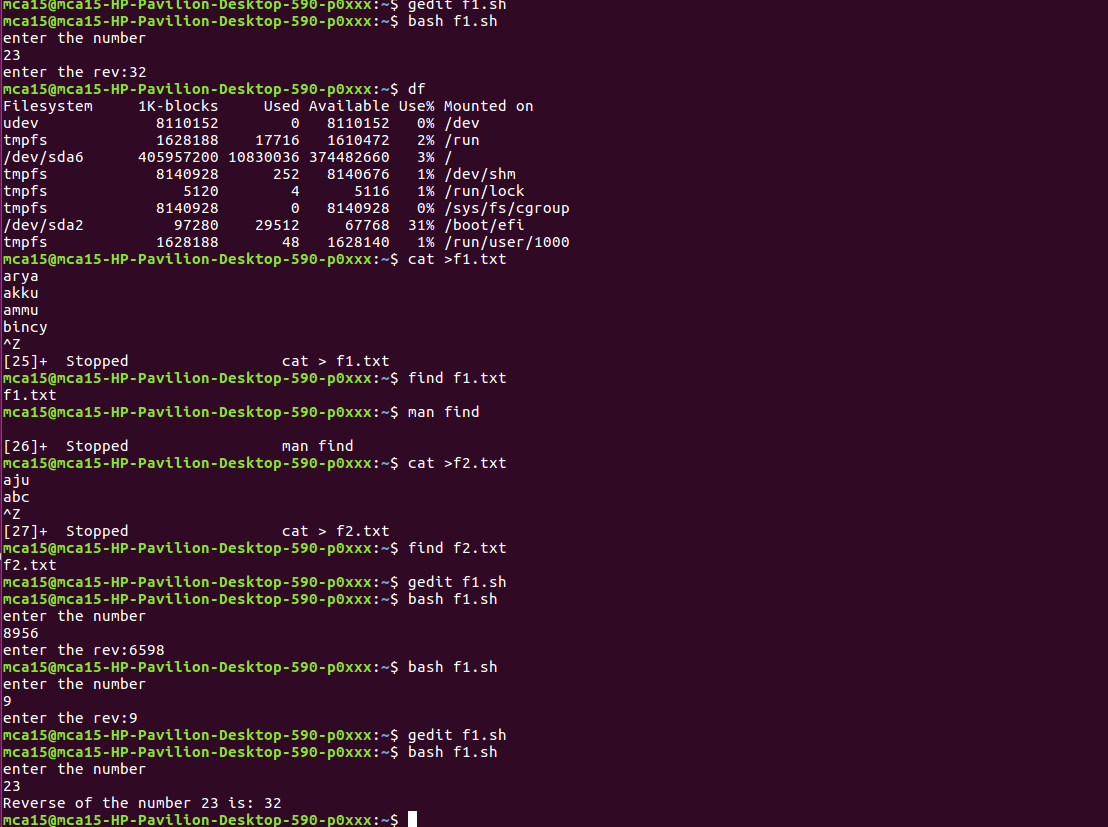 mca15@mca15-HP-Pavilion-Desktop-590-p0xxx:~$ gedit f1.sh
mca15@mca15-HP-Pavilion-Desktop-590-p0xxx:~$ bash f1.sh
enter the number
23
enter the rev:32
mca15@mca15-HP-Pavilion-Desktop-590-p0xxx:~$ df
Filesystem     1K-blocks     Used Available Use% Mounted on
udev             8110152        0   8110152   0% /dev
tmpfs            1628188    17716   1610472   2% /run
/dev/sda6      405957200 10830036 374482660   3% /
tmpfs            8140928      252   8140676   1% /dev/shm
tmpfs               5120        4      5116   1% /run/lock
tmpfs            8140928        0   8140928   0% /sys/fs/cgroup
/dev/sda2          97280    29512     67768  31% /boot/efi
tmpfs            1628188       48   1628140   1% /run/user/1000
mca15@mca15-HP-Pavilion-Desktop-590-p0xxx:~$ cat >f1.txt
arya
akku
ammu
bincy
^Z
[25]+  Stopped                 cat > f1.txt
mca15@mca15-HP-Pavilion-Desktop-590-p0xxx:~$ find f1.txt
f1.txt
mca15@mca15-HP-Pavilion-Desktop-590-p0xxx:~$ man find
[26]+  Stopped                 man find
mca15@mca15-HP-Pavilion-Desktop-590-p0xxx:~$ cat >f2.txt
aju
abc
^Z
[27]+  Stopped                 cat > f2.txt
mca15@mca15-HP-Pavilion-Desktop-590-p0xxx:~$ find f2.txt
f2.txt
mca15@mca15-HP-Pavilion-Desktop-590-p0xxx:~$ gedit f1.sh
mca15@mca15-HP-Pavilion-Desktop-590-p0xxx:~$ bash f1.sh
enter the number
8956
enter the rev:6598
mca15@mca15-HP-Pavilion-Desktop-590-p0xxx:~$ bash f1.sh
enter the number
9
enter the rev:9
mca15@mca15-HP-Pavilion-Desktop-590-p0xxx:~$ gedit f1.sh
mca15@mca15-HP-Pavilion-Desktop-590-p0xxx:~$ bash f1.sh
enter the number
23
Reverse of the number 23 is: 32
mca15@mca15-HP-Pavilion-Desktop-590-p0xxx:~$